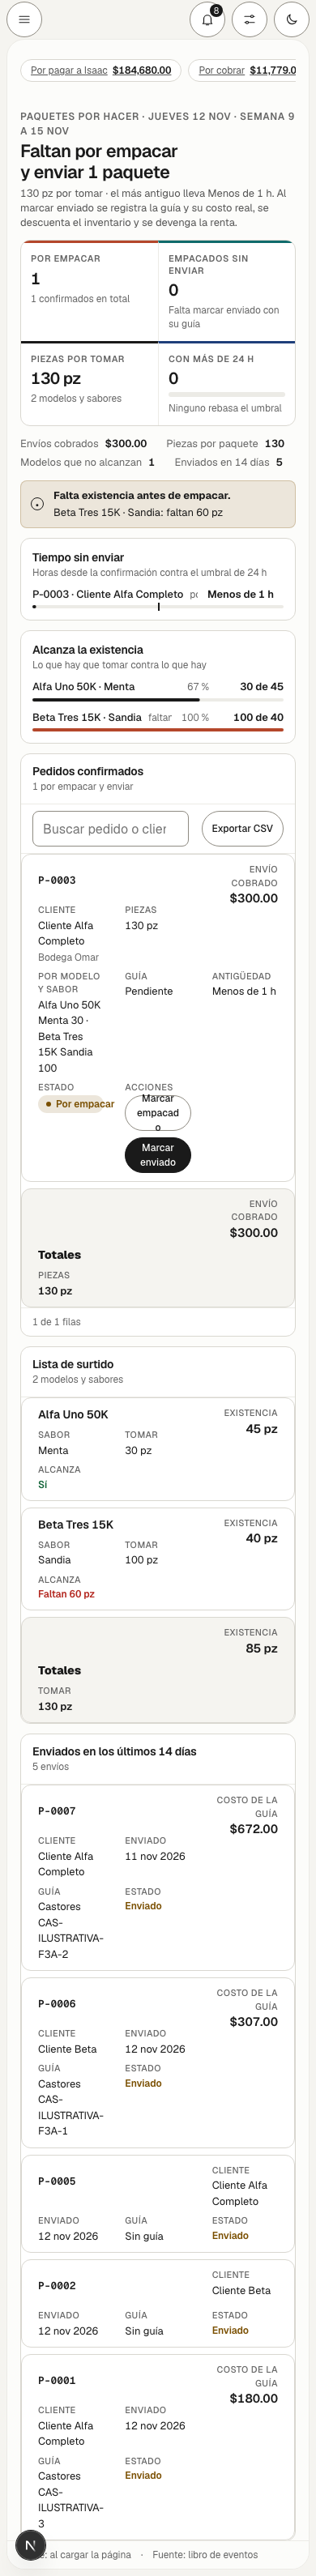 8
Por pagar a Isaac $184,680.00 Por cobrar $11,779.0
PAQUETES POR HACER · JUEVES 12 NOV · SEMANA 9
A 15 NOV
Faltan por empacar
y enviar 1 paquete
130 pz por tomar · el más antiguo lleva Menos de 1 h. Al
marcar enviado se registra la guía y su costo real, se
descuenta el inventario y se devenga la renta.
POR EMPACAR
1
1 confirmados en total
EMPACADOS SIN
ENVIAR
0
Falta marcar enviado con
su guía
PIEZAS POR TOMAR
130 pz
2 modelos y sabores
CON MÁS DE 24 H
0
Ninguno rebasa el umbral
Envíos cobrados $300.00 Piezas por paquete 130
Modelos que no alcanzan 1 Enviados en 14 días 5
Falta existencia antes de empacar.
Beta Tres 15K · Sandia: faltan 60 pz
Tiempo sin enviar
Horas desde la confirmación contra el umbral de 24 h
P-0003 · Cliente Alfa Completo Menos de 1 h
Alcanza la existencia
Lo que hay que tomar contra lo que hay
Alfa Uno 50K · Menta 67 % 30 de 45
Beta Tres 15K · Sandia faltar 100 % 100 de 40
Pedidos confirmados
1 por empacar y enviar
Buscar pedido o clier Exportar CSV
P-0003
ENVÍO
COBRADO
$300.00
CLIENTE
Cliente Alfa
Completo
Bodega Omar
PIEZAS
130 pz
POR MODELO
Y SABOR
Alfa Uno 50K
Menta 30 ·
Beta Tres
15K Sandia
100
GUÍA
Pendiente
ANTIGÜEDAD
Menos de 1 h
ESTADO
Por empacar
ACCIONES
Marcar
empacad
o
Marcar
enviado
ENVÍO
COBRADO
$300.00
Totales
PIEZAS
130 pz
1 de 1 filas
Lista de surtido
2 modelos y sabores
Alfa Uno 50K
EXISTENCIA
45 pz
SABOR
Menta
TOMAR
30 pz
ALCANZA
Sí
Beta Tres 15K
EXISTENCIA
40 pz
SABOR
Sandia
TOMAR
100 pz
ALCANZA
Faltan 60 pz
EXISTENCIA
85 pz
Totales
TOMAR
130 pz
Enviados en los últimos 14 días
5 envíos
P-0007
COSTO DE LA
GUÍA
$672.00
CLIENTE
Cliente Alfa
Completo
ENVIADO
11 nov 2026
GUÍA
Castores
CAS-
ILUSTRATIVA-
F3A-2
ESTADO
Enviado
P-0006
COSTO DE LA
GUÍA
$307.00
CLIENTE
Cliente Beta
ENVIADO
12 nov 2026
GUÍA
Castores
CAS-
ILUSTRATIVA-
F3A-1
ESTADO
Enviado
P-0005
CLIENTE
Cliente Alfa
Completo
ENVIADO
12 nov 2026
GUÍA
Sin guía
ESTADO
Enviado
P-0002
CLIENTE
Cliente Beta
ENVIADO
12 nov 2026
GUÍA
Sin guía
ESTADO
Enviado
P-0001
COSTO DE LA
GUÍA
$180.00
CLIENTE
Cliente Alfa
Completo
ENVIADO
12 nov 2026
GUÍA
Castores
CAS-
ILUSTRATIVA-
3
ESTADO
Enviado
N
al cargar la página · Fuente: libro de eventos